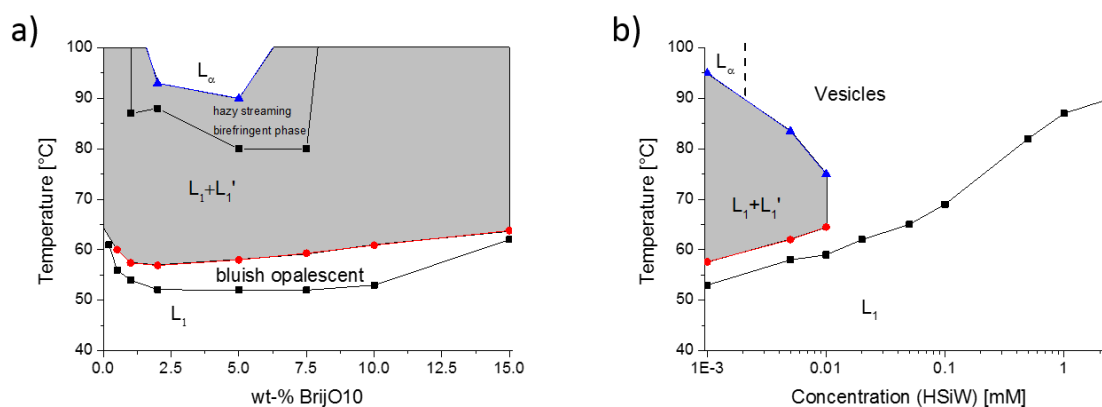 a)
100
90
80
70
60
50
40
Temperature [°C]
Lα
hazy streaming
birefringent phase
L1+L1'
bluish opalescent
L1
0.0 2.5 5.0 7.5 10.0 12.5 15.0
wt-% BrijO10
b)
100
90
80
70
60
50
40
Temperature [°C]
Lα
Vesicles
L1+L1'
L1
1E-3 0.01 0.1 1
Concentration (HSiW) [mM]